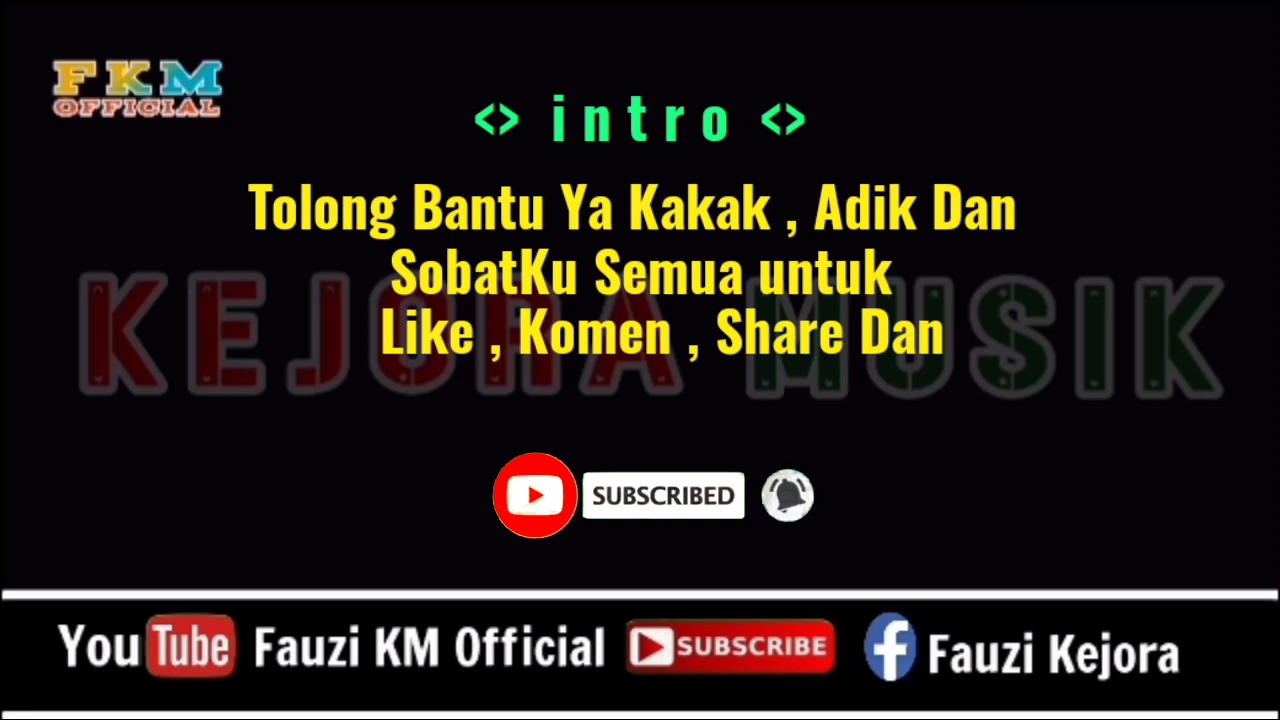 FKM
OFFICIAL
<> intro <>
Tolong Bantu Ya Kakak , Adik Dan
SobatKu Semua untuk
Like , Komen , Share Dan
KEJORA MUSIK
SUBSCRIBED
YouTube Fauzi KM Official SUBSCRIBE f Fauzi Kejora